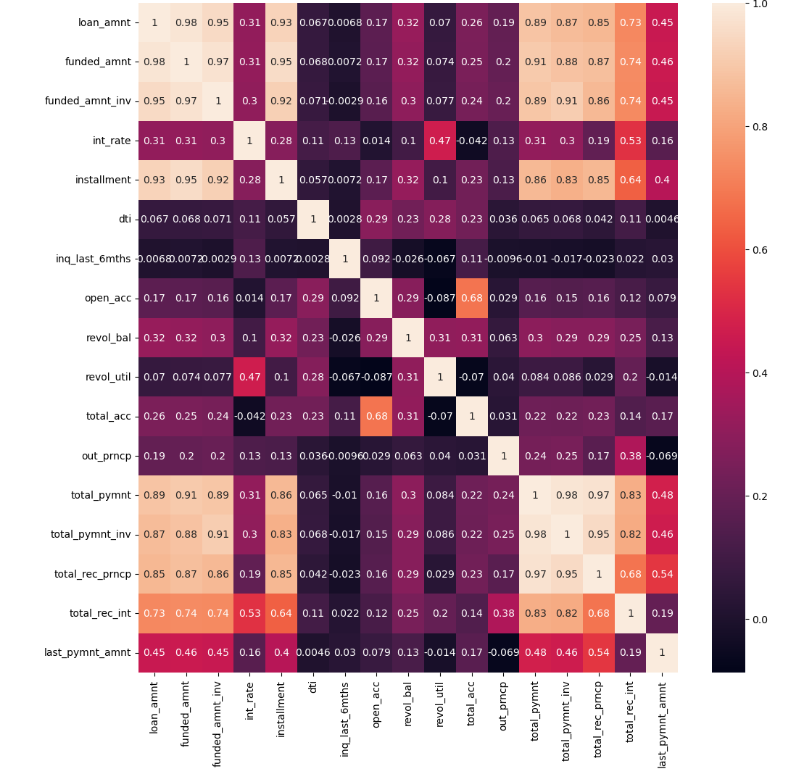 loan_amnt 1 0.98 0.95 0.31 0.93 0.067 0.0068 0.17 0.32 0.07 0.26 0.19 0.89 0.87 0.85 0.73 0.45
funded_amnt 0.98 1 0.97 0.31 0.95 0.068 0.0072 0.17 0.32 0.074 0.25 0.2 0.91 0.88 0.87 0.74 0.46
funded_amnt_inv 0.95 0.97 1 0.3 0.92 0.071 -0.0029 0.16 0.3 0.077 0.24 0.2 0.89 0.91 0.86 0.74 0.45
int_rate 0.31 0.31 0.3 1 0.28 0.11 0.13 0.014 0.1 0.47 -0.042 0.13 0.31 0.3 0.19 0.53 0.16
installment 0.93 0.95 0.92 0.28 1 0.057 0.0072 0.17 0.32 0.1 0.23 0.13 0.86 0.83 0.85 0.64 0.4
dti 0.067 0.068 0.071 0.11 0.057 1 0.0028 0.29 0.23 0.28 0.23 0.036 0.065 0.068 0.042 0.11 0.0046
inq_last_6mths 0.0068 0.0072 -0.0029 0.13 0.0072 0.0028 1 0.092 -0.026 -0.067 0.11 -0.0096 -0.01 -0.017 -0.023 0.022 0.03
open_acc 0.17 0.17 0.16 0.014 0.17 0.29 0.092 1 0.29 -0.087 0.68 0.029 0.16 0.15 0.16 0.12 0.079
revol_bal 0.32 0.32 0.3 0.1 0.32 0.23 -0.026 0.29 1 0.31 0.31 0.063 0.3 0.29 0.29 0.25 0.13
revol_util 0.07 0.074 0.077 0.47 0.1 0.28 -0.067 -0.087 0.31 1 -0.07 0.04 0.084 0.086 0.029 0.2 -0.014
total_acc 0.26 0.25 0.24 -0.042 0.23 0.23 0.11 0.68 0.31 -0.07 1 0.031 0.22 0.22 0.23 0.14 0.17
out_prncp 0.19 0.2 0.2 0.13 0.13 0.036 -0.0096 0.029 0.063 0.04 0.031 1 0.24 0.25 0.17 0.38 -0.069
total_pymnt 0.89 0.91 0.89 0.31 0.86 0.065 -0.01 0.16 0.3 0.084 0.22 0.24 1 0.98 0.97 0.83 0.48
total_pymnt_inv 0.87 0.88 0.91 0.3 0.83 0.068 -0.017 0.15 0.29 0.086 0.22 0.25 0.98 1 0.95 0.82 0.46
total_rec_prncp 0.85 0.87 0.86 0.19 0.85 0.042 -0.023 0.16 0.29 0.029 0.23 0.17 0.97 0.95 1 0.68 0.54
total_rec_int 0.73 0.74 0.74 0.53 0.64 0.11 0.022 0.12 0.25 0.2 0.14 0.38 0.83 0.82 0.68 1 0.19
last_pymnt_amnt 0.45 0.46 0.45 0.16 0.4 0.0046 0.03 0.079 0.13 -0.014 0.17 -0.069 0.48 0.46 0.54 0.19 1
loan_amnt
funded_amnt
funded_amnt_inv
int_rate
installment
dti
inq_last_6mths
open_acc
revol_bal
revol_util
total_acc
out_prncp
total_pymnt
total_pymnt_inv
total_rec_prncp
total_rec_int
last_pymnt_amnt
1.0
0.8
0.6
0.4
0.2
0.0